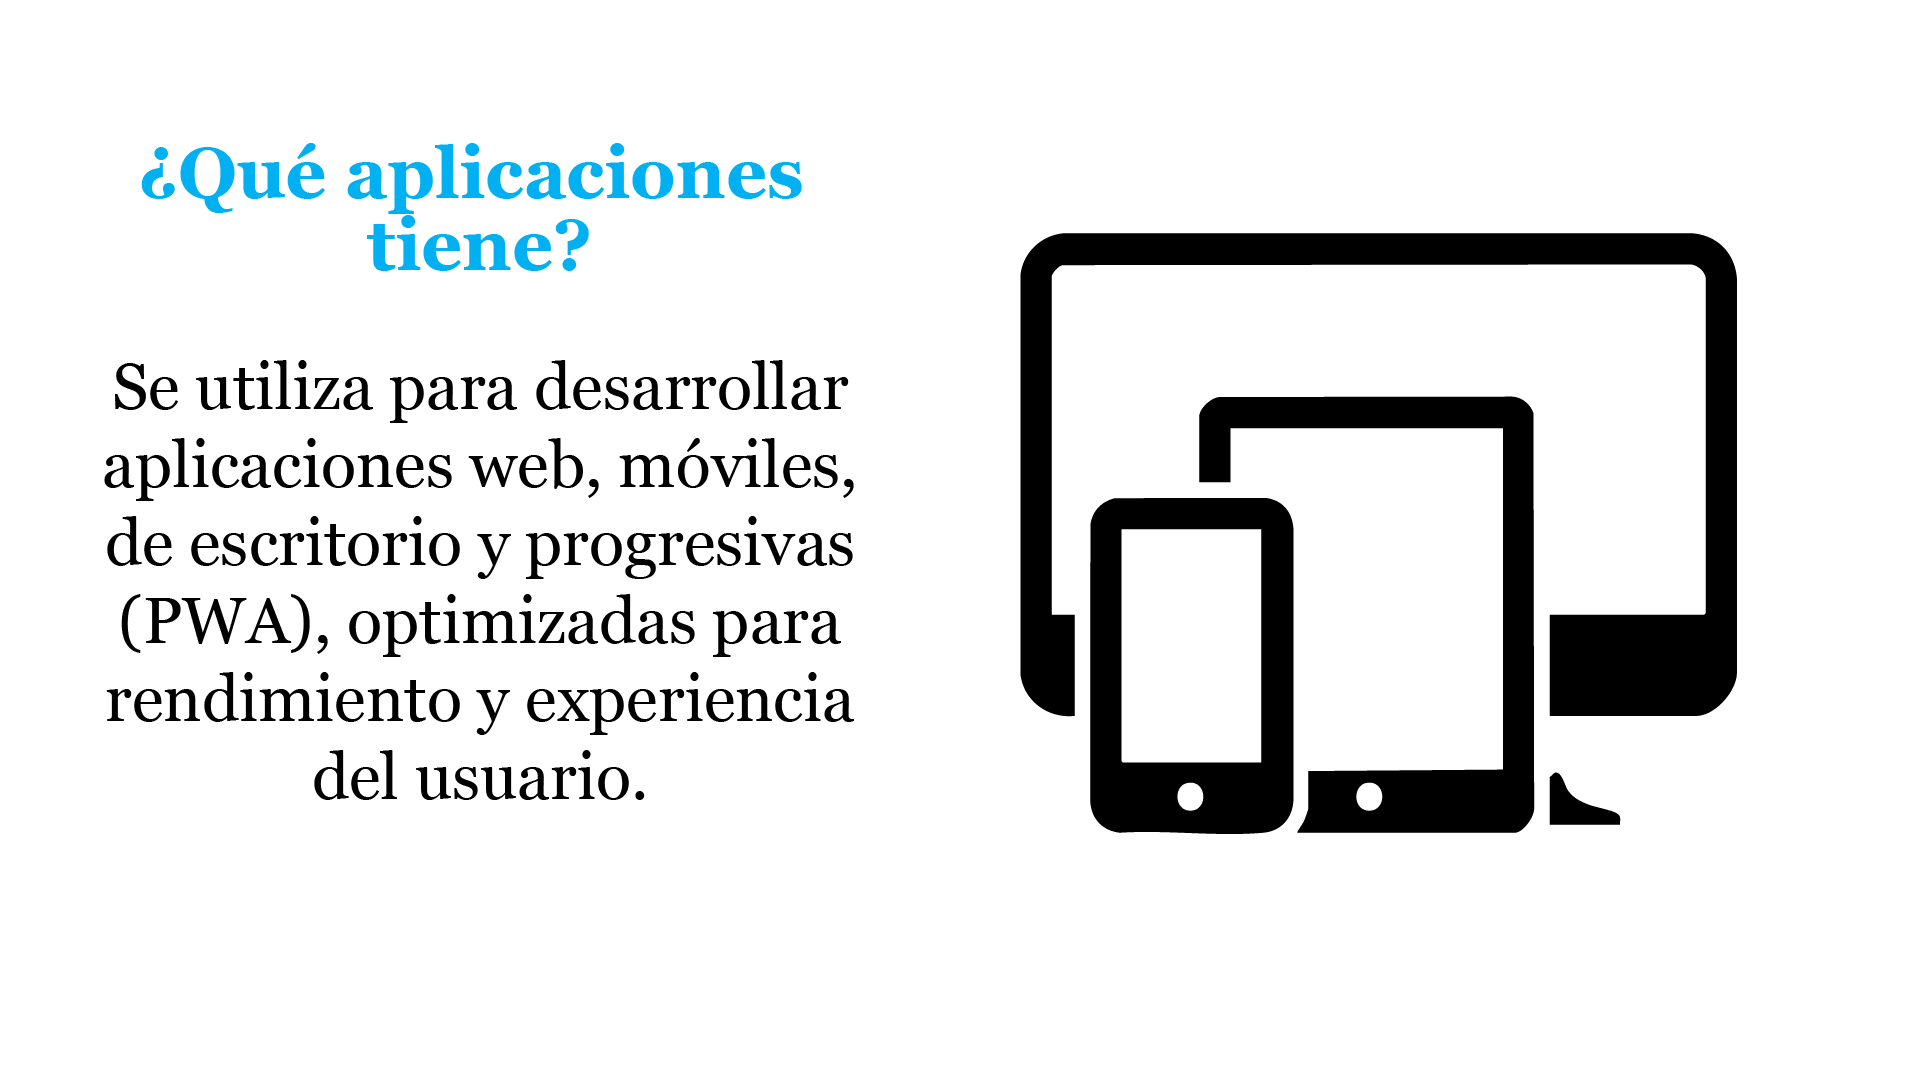 ¿Qué aplicaciones
tiene?
Se utiliza para desarrollar
aplicaciones web, móviles,
de escritorio y progresivas
(PWA), optimizadas para
rendimiento y experiencia
del usuario.